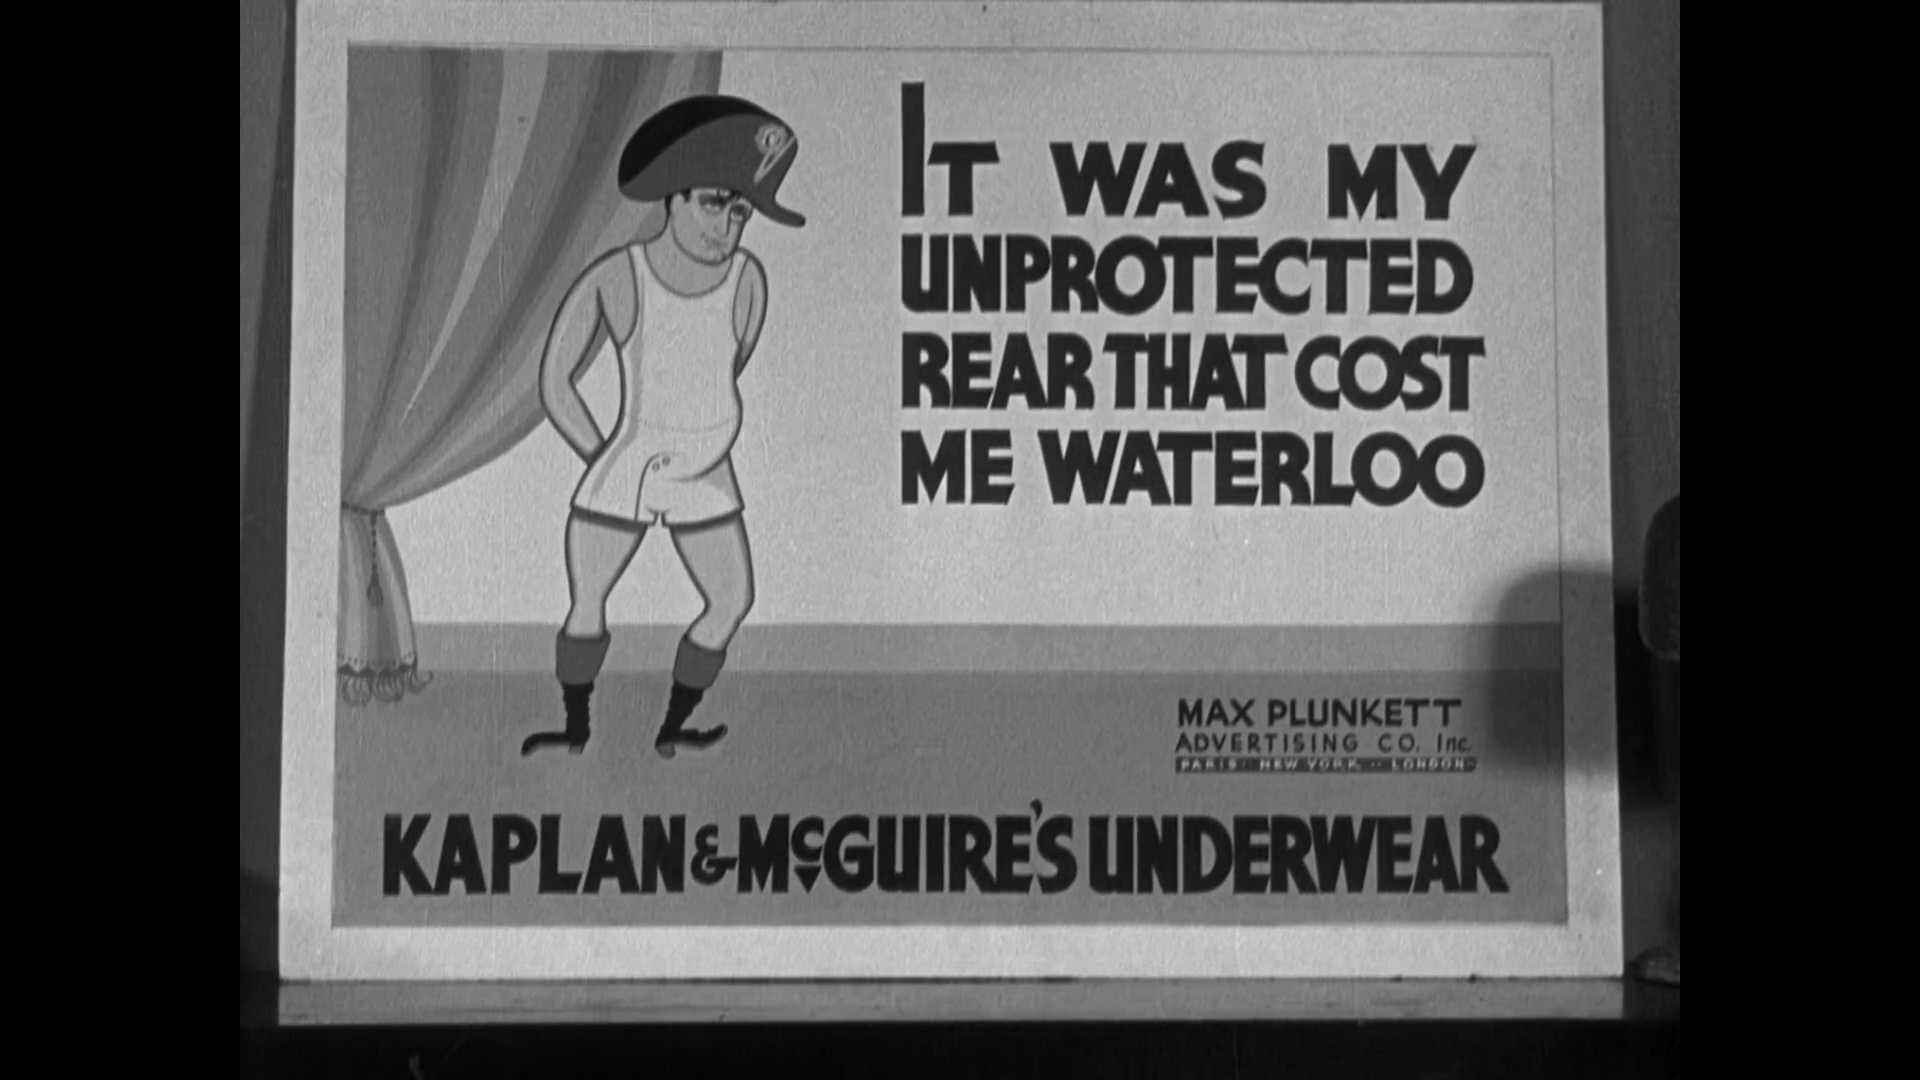 IT WAS MY
UNPROTECTED
REAR THAT COST
ME WATERLOO
MAX PLUNKETT
ADVERTISING CO. Inc.
PARIS - NEW YORK - LONDON
KAPLAN & McGUIRE'S UNDERWEAR